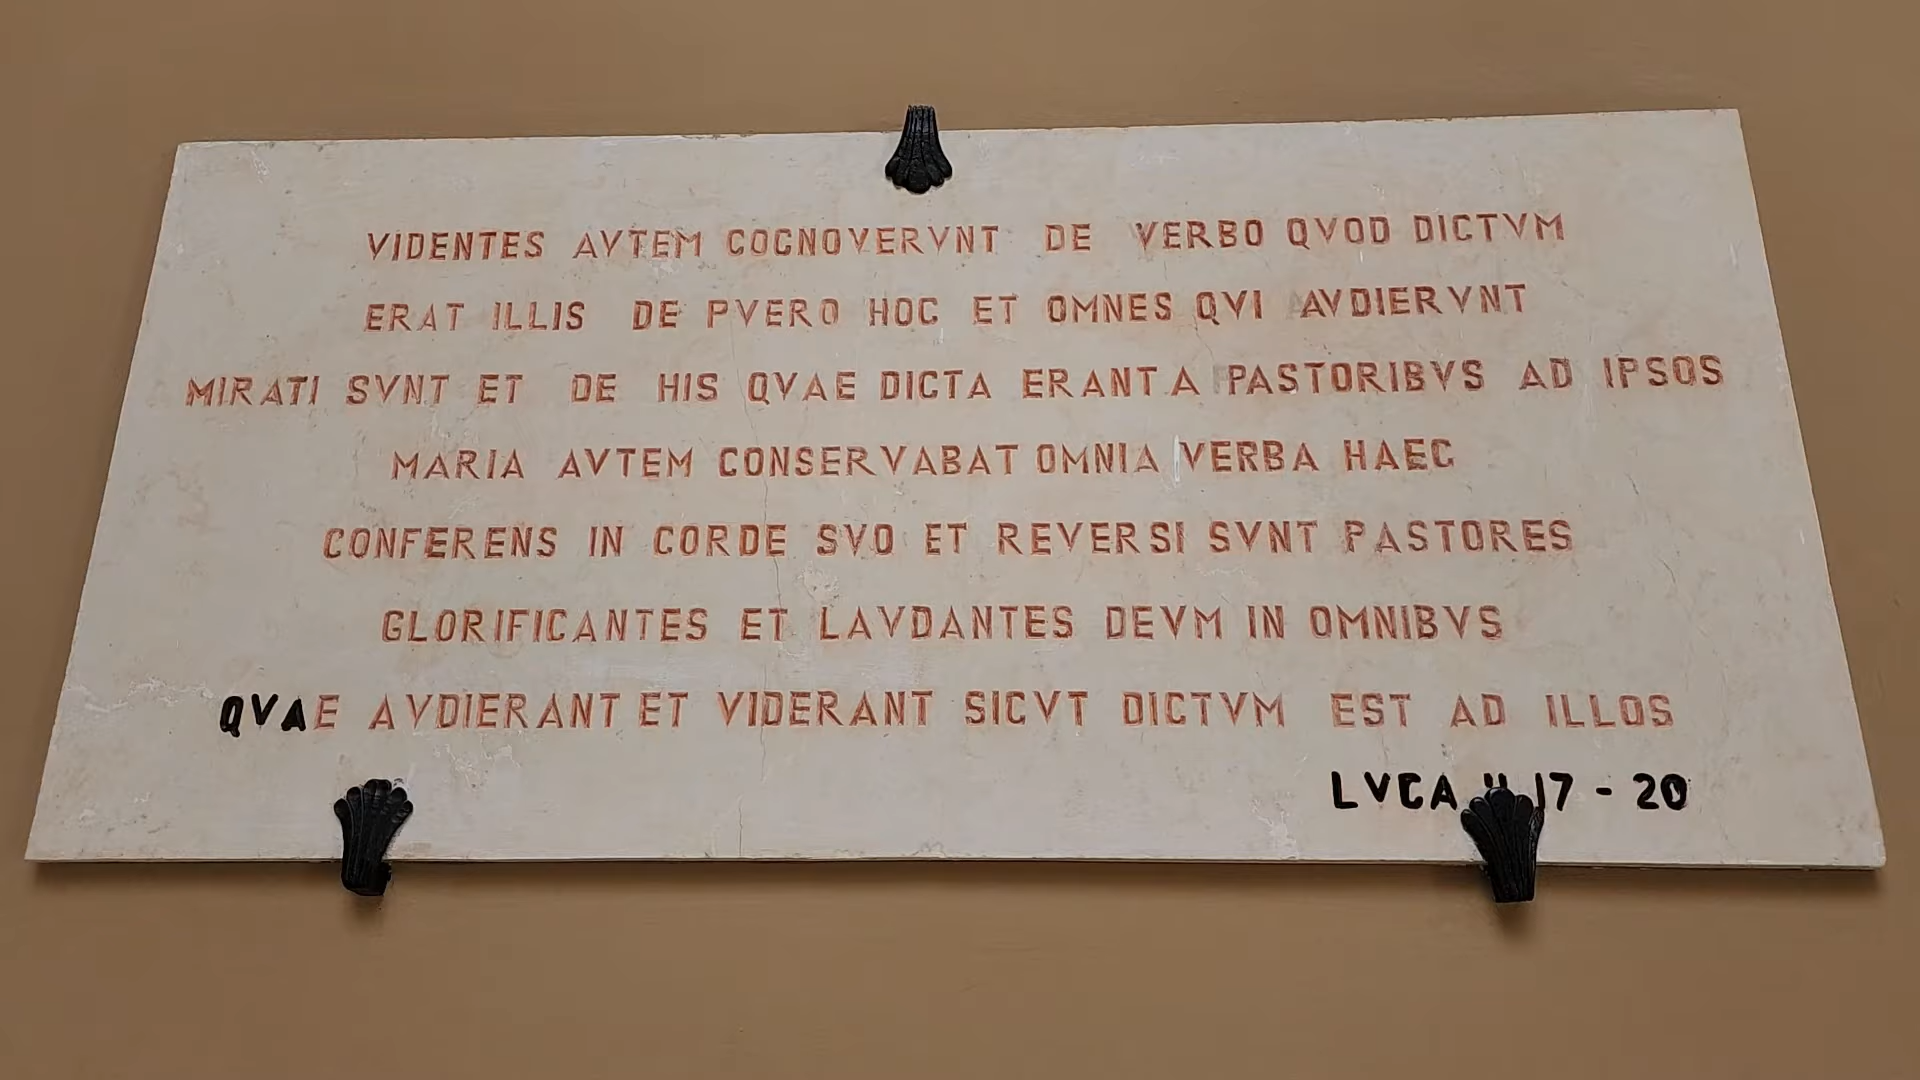 VIDENTES AVTEM COGNOVERVNT DE VERBO QVOD DICTVM
ERAT ILLIS DE PVERO HOC ET OMNES QVI AVDIERVNT
MIRATI SVNT ET DE HIS QVAE DICTA ERANT A PASTORIBVS AD IPSOS
MARIA AVTEM CONSERVABAT OMNIA VERBA HAEC
CONFERENS IN CORDE SVO ET REVERSI SVNT PASTORES
GLORIFICANTES ET LAVDANTES DEVM IN OMNIBVS
QVAE AVDIERANT ET VIDERANT SICVT DICTVM EST AD ILLOS
LVCA II 17 - 20